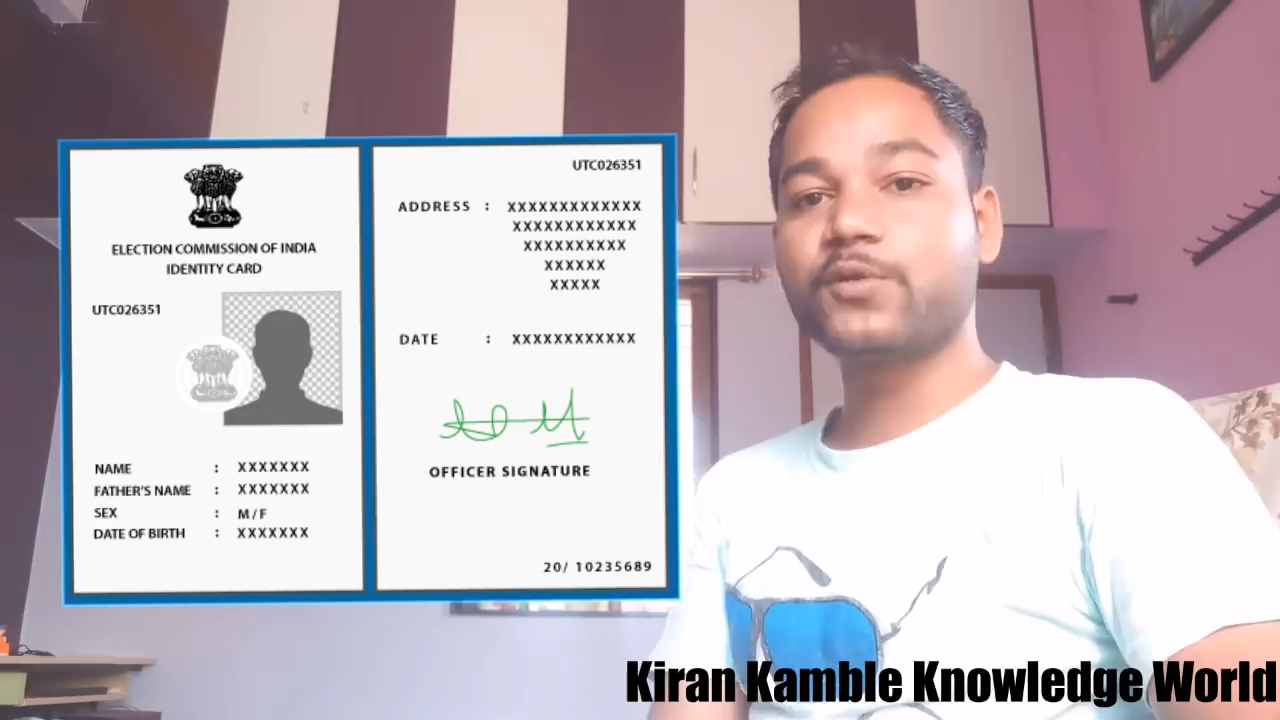 ELECTION COMMISSION OF INDIA
IDENTITY CARD
UTC026351
NAME : XXXXXXX
FATHER'S NAME : XXXXXXX
SEX : M / F
DATE OF BIRTH : XXXXXXX
UTC026351
ADDRESS : XXXXXXXXXXXXX
XXXXXXXXXXXX
XXXXXXXXXX
XXXXXX
XXXXX
DATE : XXXXXXXXXXXX
OFFICER SIGNATURE
20/ 10235689
Kiran Kamble Knowledge World